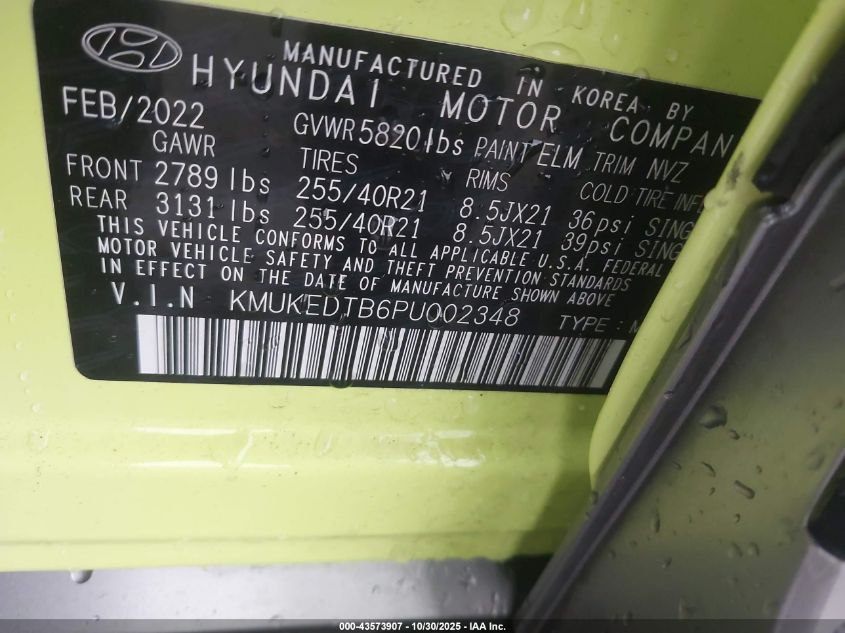 MANUFACTURED IN KOREA BY
HYUNDAI MOTOR COMPAN
FEB/2022 GVWR 5820 lbs PAINT ELM TRIM NVZ
GAWR TIRES RIMS COLD TIRE INF
FRONT 2789 lbs 255/40R21 8.5JX21 36psi SING
REAR 3131 lbs 255/40R21 8.5JX21 39psi SING
THIS VEHICLE CONFORMS TO ALL APPLICABLE U.S.A. FEDERAL
MOTOR VEHICLE SAFETY AND THEFT PREVENTION STANDARDS
IN EFFECT ON THE DATE OF MANUFACTURE SHOWN ABOVE
V.I.N KMUKEDTB6PU002348 TYPE : M
000-43573907 - 10/30/2025 - IAA Inc.